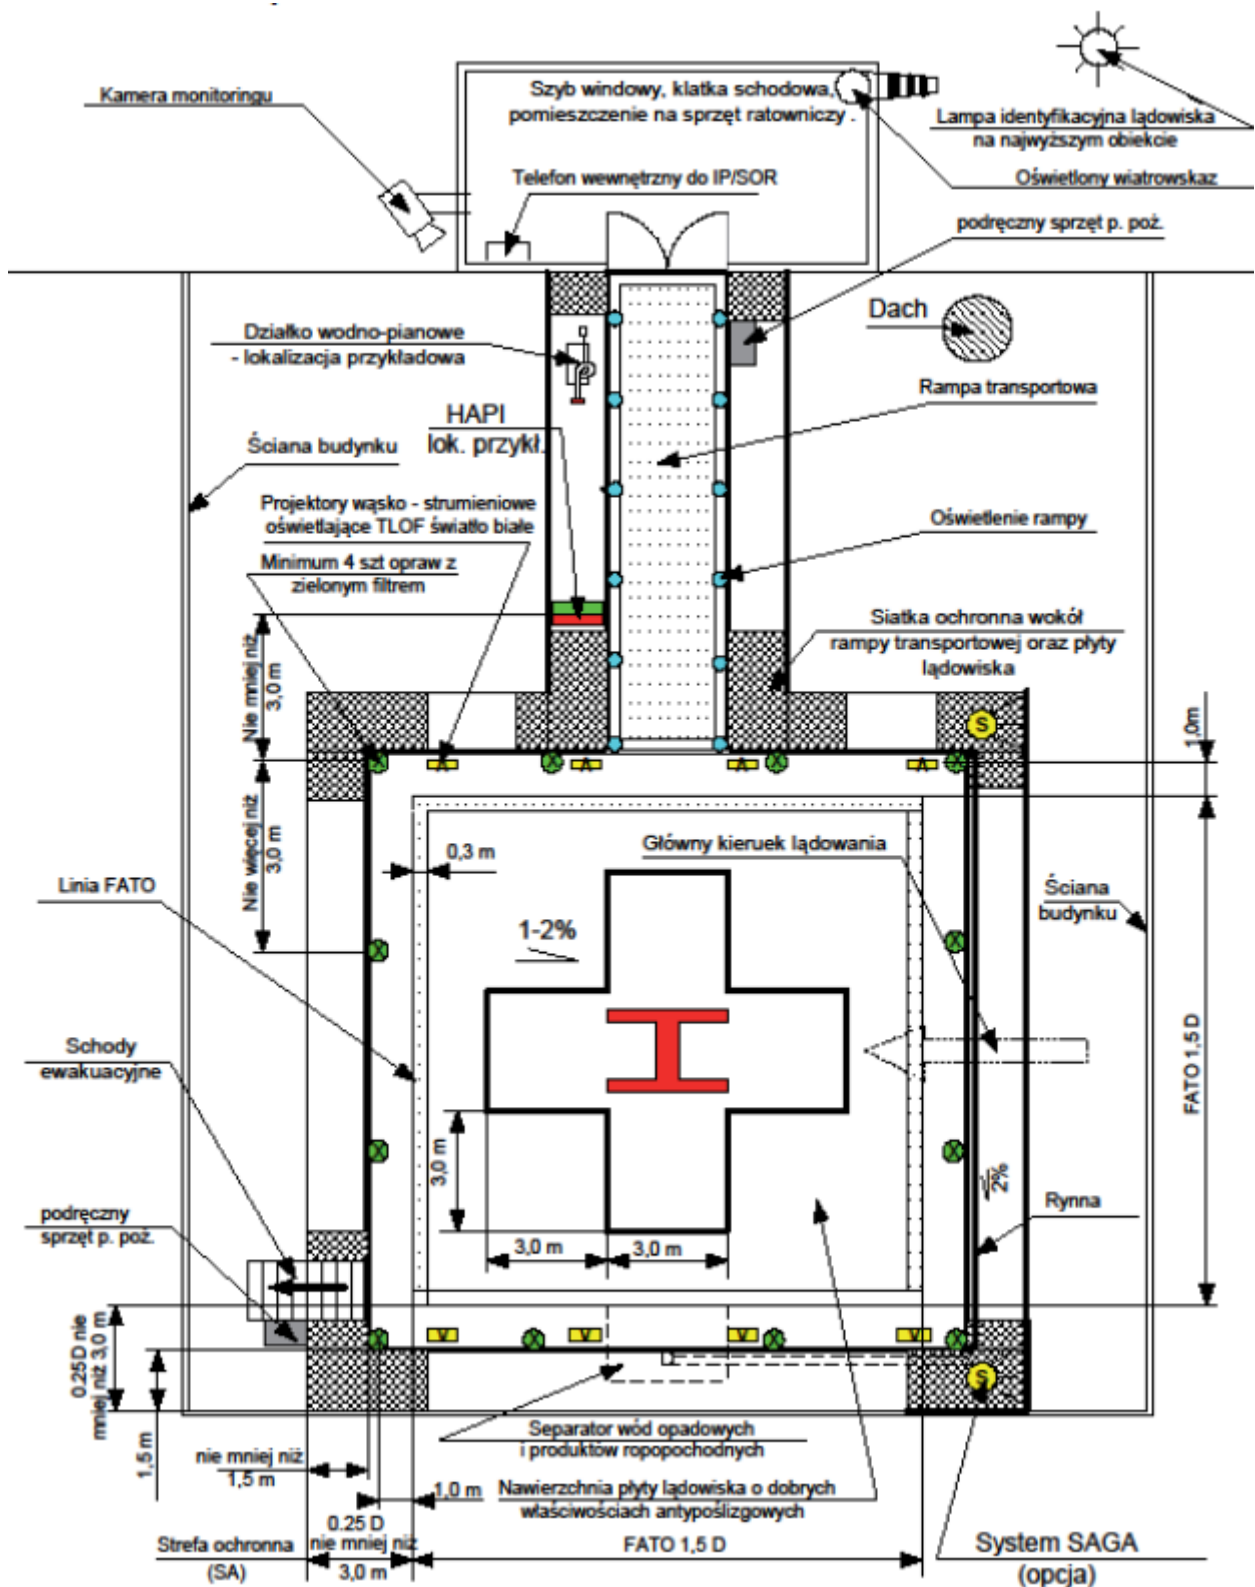 Kamera monitoringu
Szyb windowy, klatka schodowa,
pomieszczenie na sprzęt ratowniczy .
Lampa identyfikacyjna lądowiska
na najwyższym obiekcie
Telefon wewnętrzny do IP/SOR
Oświetlony wiatrowskaz
podręczny sprzęt p. poż.
Dach
Działko wodno-pianowe
- lokalizacja przykładowa
Rampa transportowa
HAPI
lok. przykł.
Ściana budynku
Projektory wąsko - strumieniowe
oświetlające TLOF światło białe
Oświetlenie rampy
Minimum 4 szt opraw z
zielonym filtrem
Siatka ochronna wokół
rampy transportowej oraz płyty
lądowiska
Nie mniej niż
3,0 m
S
1,0m
Nie więcej niż
3,0 m
0,3 m
Główny kieruek lądowania
Linia FATO
Ściana
budynku
1-2%
H
Schody
ewakuacyjne
FATO 1,5 D
3,0 m
2%
Rynna
podręczny
sprzęt p. poż.
3,0 m
3,0 m
0.25 D nie
mniej niż 3,0 m
S
1,5 m
Separator wód opadowych
i produktów ropopochodnych
nie mniej niż
1,5 m
1,0 m
Nawierzchnia płyty lądowiska o dobrych
właściwościach antypoślizgowych
Strefa ochronna
(SA)
0.25 D
nie mniej niż
3,0 m
FATO 1,5 D
System SAGA
(opcja)